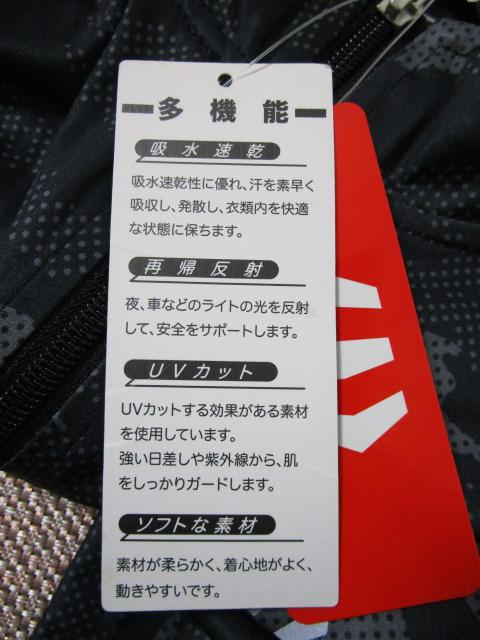 多機能
吸水速乾
吸水速乾性に優れ、汗を素早く
吸収し、発散し、衣類内を快適
な状態に保ちます。
再帰反射
夜、車などのライトの光を反射
して、安全をサポートします。
UVカット
UVカットする効果がある素材
を使用しています。
強い日差しや紫外線から、肌
をしっかりガードします。
ソフトな素材
素材が柔らかく、着心地がよく、
動きやすいです。